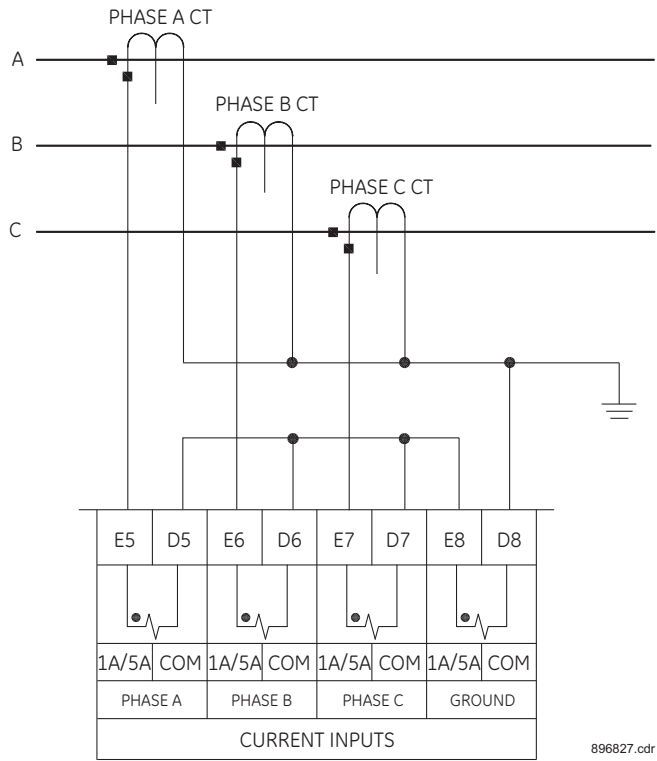 PHASE A CT
A
PHASE B CT
B
PHASE C CT
C
E5 D5 E6 D6 E7 D7 E8 D8
1A/5A COM 1A/5A COM 1A/5A COM 1A/5A COM
PHASE A PHASE B PHASE C GROUND
CURRENT INPUTS
896827.cdr